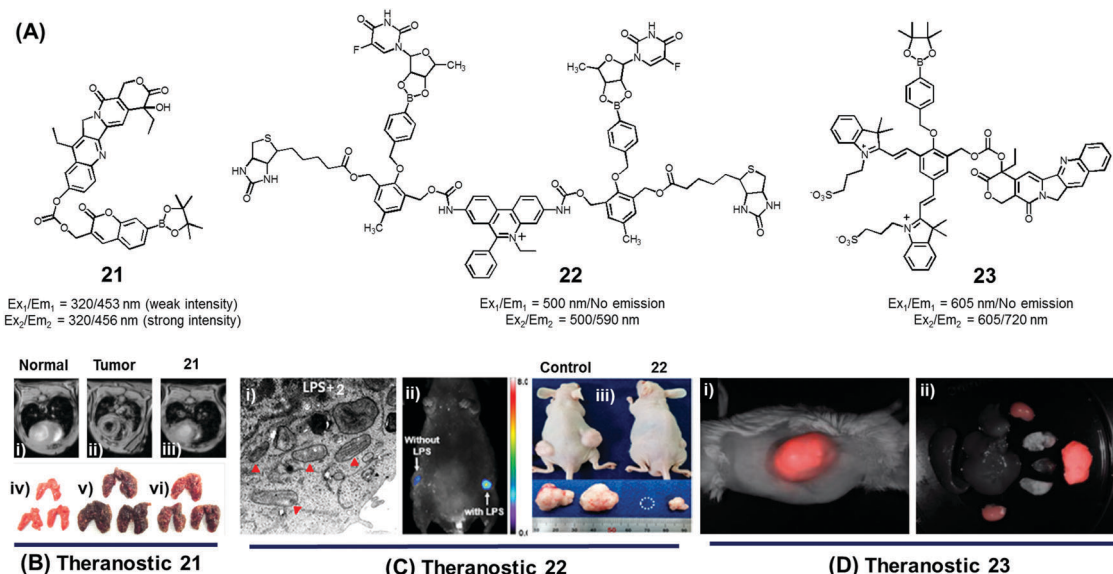 (A)
21
Ex₁/Em₁ = 320/453 nm (weak intensity)
Ex₂/Em₂ = 320/456 nm (strong intensity)
22
Ex₁/Em₁ = 500 nm/No emission
Ex₂/Em₂ = 500/590 nm
23
Ex₁/Em₁ = 605 nm/No emission
Ex₂/Em₂ = 605/720 nm
Normal Tumor 21
i) ii) iii)
iv) v) vi)
(B) Theranostic 21
i) LPS+2
ii) 8.0
Without
LPS
with LPS
Control 22
iii)
(C) Theranostic 22
i) ii)
(D) Theranostic 23